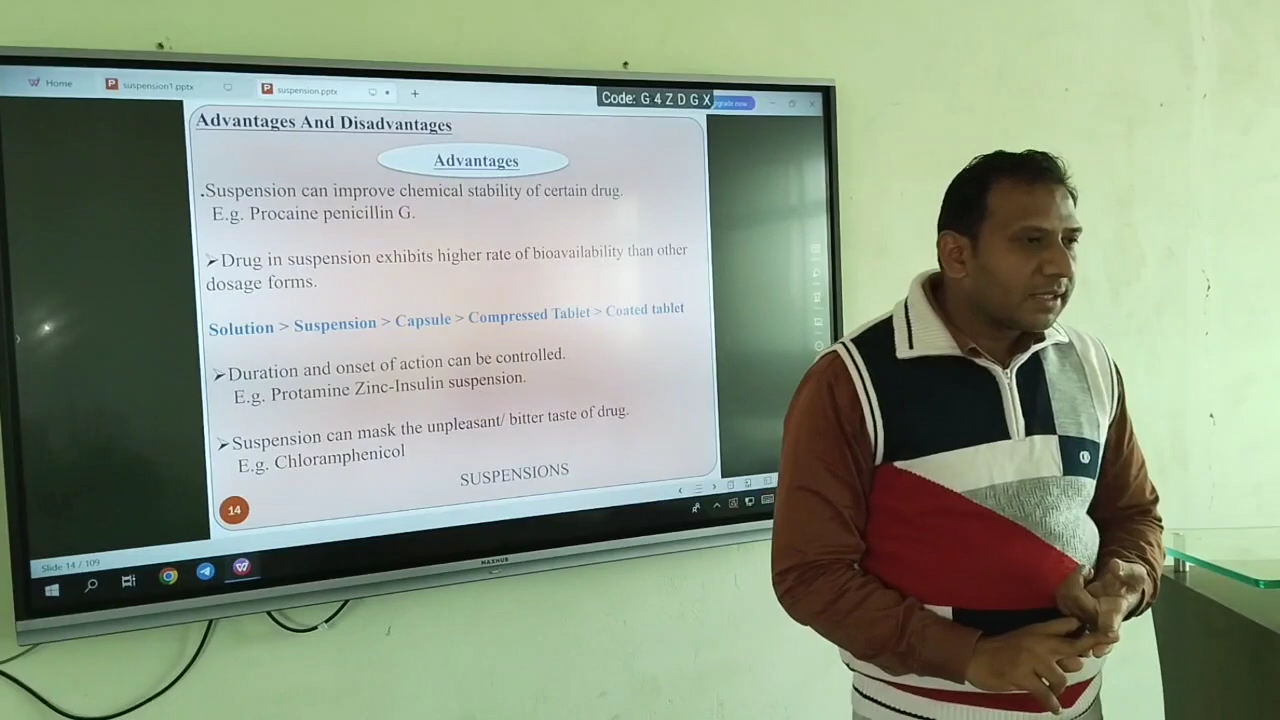 Home
suspension1.pptx
suspension.pptx
Code: G 4 Z D G X
pgrade now
Advantages And Disadvantages
Advantages
.Suspension can improve chemical stability of certain drug.
E.g. Procaine penicillin G.
➢Drug in suspension exhibits higher rate of bioavailability than other
dosage forms.
Solution > Suspension > Capsule > Compressed Tablet > Coated tablet
➢Duration and onset of action can be controlled.
E.g. Protamine Zinc-Insulin suspension.
➢Suspension can mask the unpleasant/ bitter taste of drug.
E.g. Chloramphenicol
SUSPENSIONS
14
Slide 14 / 109
MAXHUB